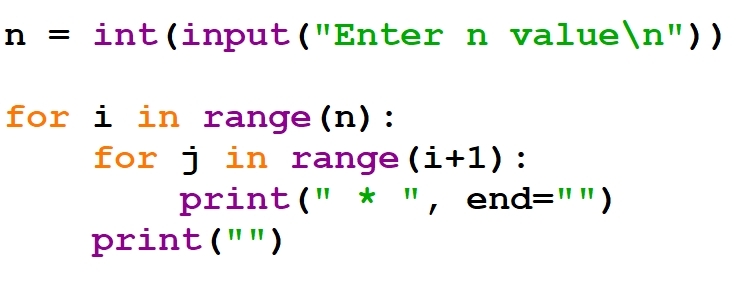 n = int(input("Enter n value\n"))
for i in range(n):
    for j in range(i+1):
        print(" * ", end="")
    print("")